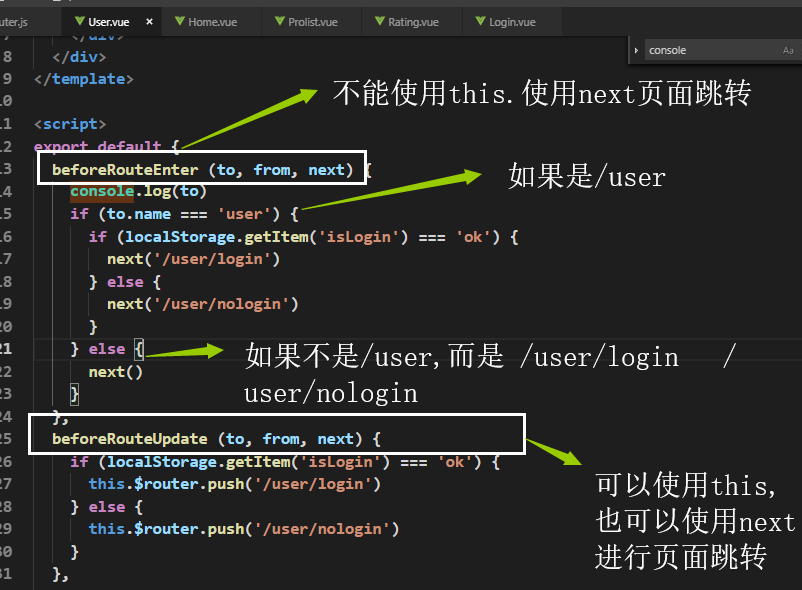 uter.js User.vue × Home.vue Prolist.vue Rating.vue Login.vue
7 </div>
8 </div>
console Aa
9 </template>
不能使用this.使用next页面跳转
10
11 <script>
12 export default {
13 beforeRouteEnter (to, from, next) {
如果是/user
14 console.log(to)
15 if (to.name === 'user') {
16 if (localStorage.getItem('isLogin') === 'ok') {
17 next('/user/login')
18 } else {
19 next('/user/nologin')
20 }
21 } else {
如果不是/user,而是 /user/login /
user/nologin
22 next()
23 }
24 },
25 beforeRouteUpdate (to, from, next) {
26 if (localStorage.getItem('isLogin') === 'ok') {
27 this.$router.push('/user/login')
28 } else {
29 this.$router.push('/user/nologin')
30 }
31 },
可以使用this,
也可以使用next
进行页面跳转